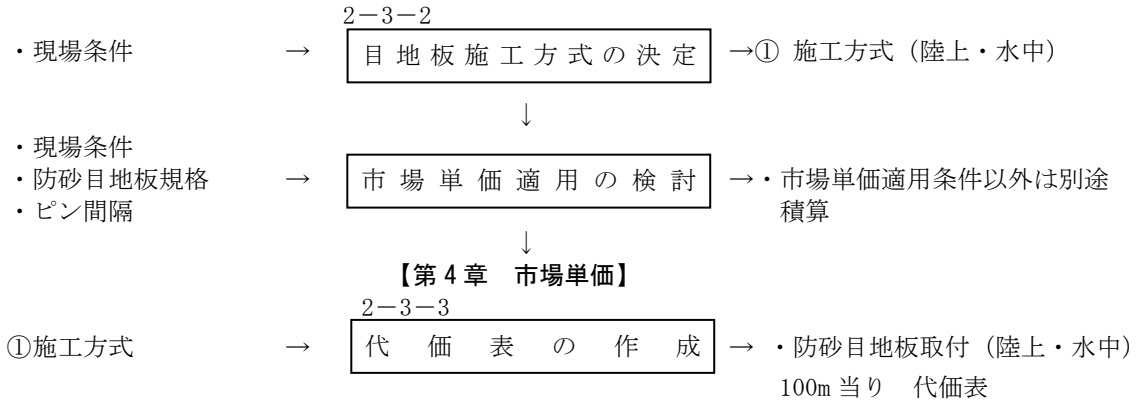 2-3-2
・現場条件 → 目地板施工方式の決定 →① 施工方式（陸上・水中）
↓
・現場条件
・防砂目地板規格 → 市場単価適用の検討 →・市場単価適用条件以外は別途
・ピン間隔 積算
↓
【第4章 市場単価】
2-3-3
①施工方式 → 代価表の作成 → ・防砂目地板取付（陸上・水中）
100m当り 代価表